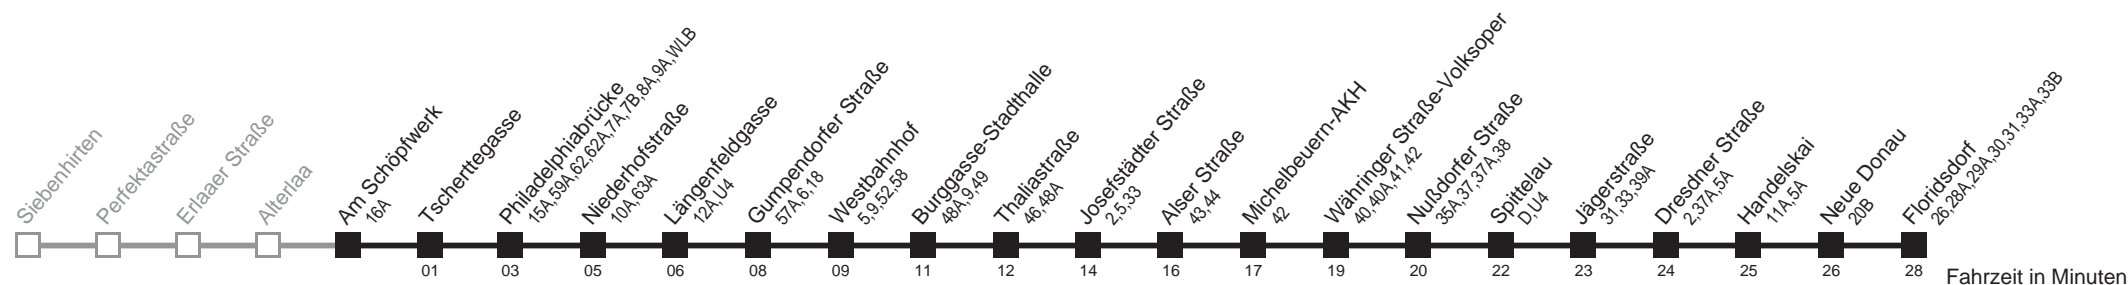 Siebenhirten
Perfektastraße
Erlaaer Straße
Alterlaa
Am Schöpfwerk
16A
Tscherttegasse
Philadelphiabrücke
15A,59A,62,62A,7A,7B,8A,9A,WLB
Niederhofstraße
10A,63A
Längenfeldgasse
12A,U4
Gumpendorfer Straße
57A,6,18
Westbahnhof
5,9,52,58
Burggasse-Stadthalle
48A,9,49
Thaliastraße
46,48A
Josefstädter Straße
2,5,33
Alser Straße
43,44
Michelbeuern-AKH
42
Währinger Straße-Volksoper
40,40A,41,42
Nußdorfer Straße
35A,37,37A,38
Spittelau
D,U4
Jägerstraße
31,33,39A
Dresdner Straße
2,37A,5A
Handelskai
11A,5A
Neue Donau
20B
Floridsdorf
26,28A,29A,30,31,33A,33B
01 03 05 06 08 09 11 12 14 16 17 19 20 22 23 24 25 26 28
Fahrzeit in Minuten